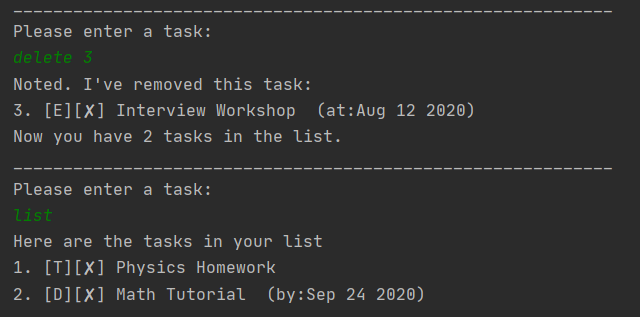 ____________________________________________________________
Please enter a task:
delete 3
Noted. I've removed this task:
3. [E][✗] Interview Workshop  (at:Aug 12 2020)
Now you have 2 tasks in the list.
____________________________________________________________
Please enter a task:
list
Here are the tasks in your list
1. [T][✗] Physics Homework
2. [D][✗] Math Tutorial  (by:Sep 24 2020)